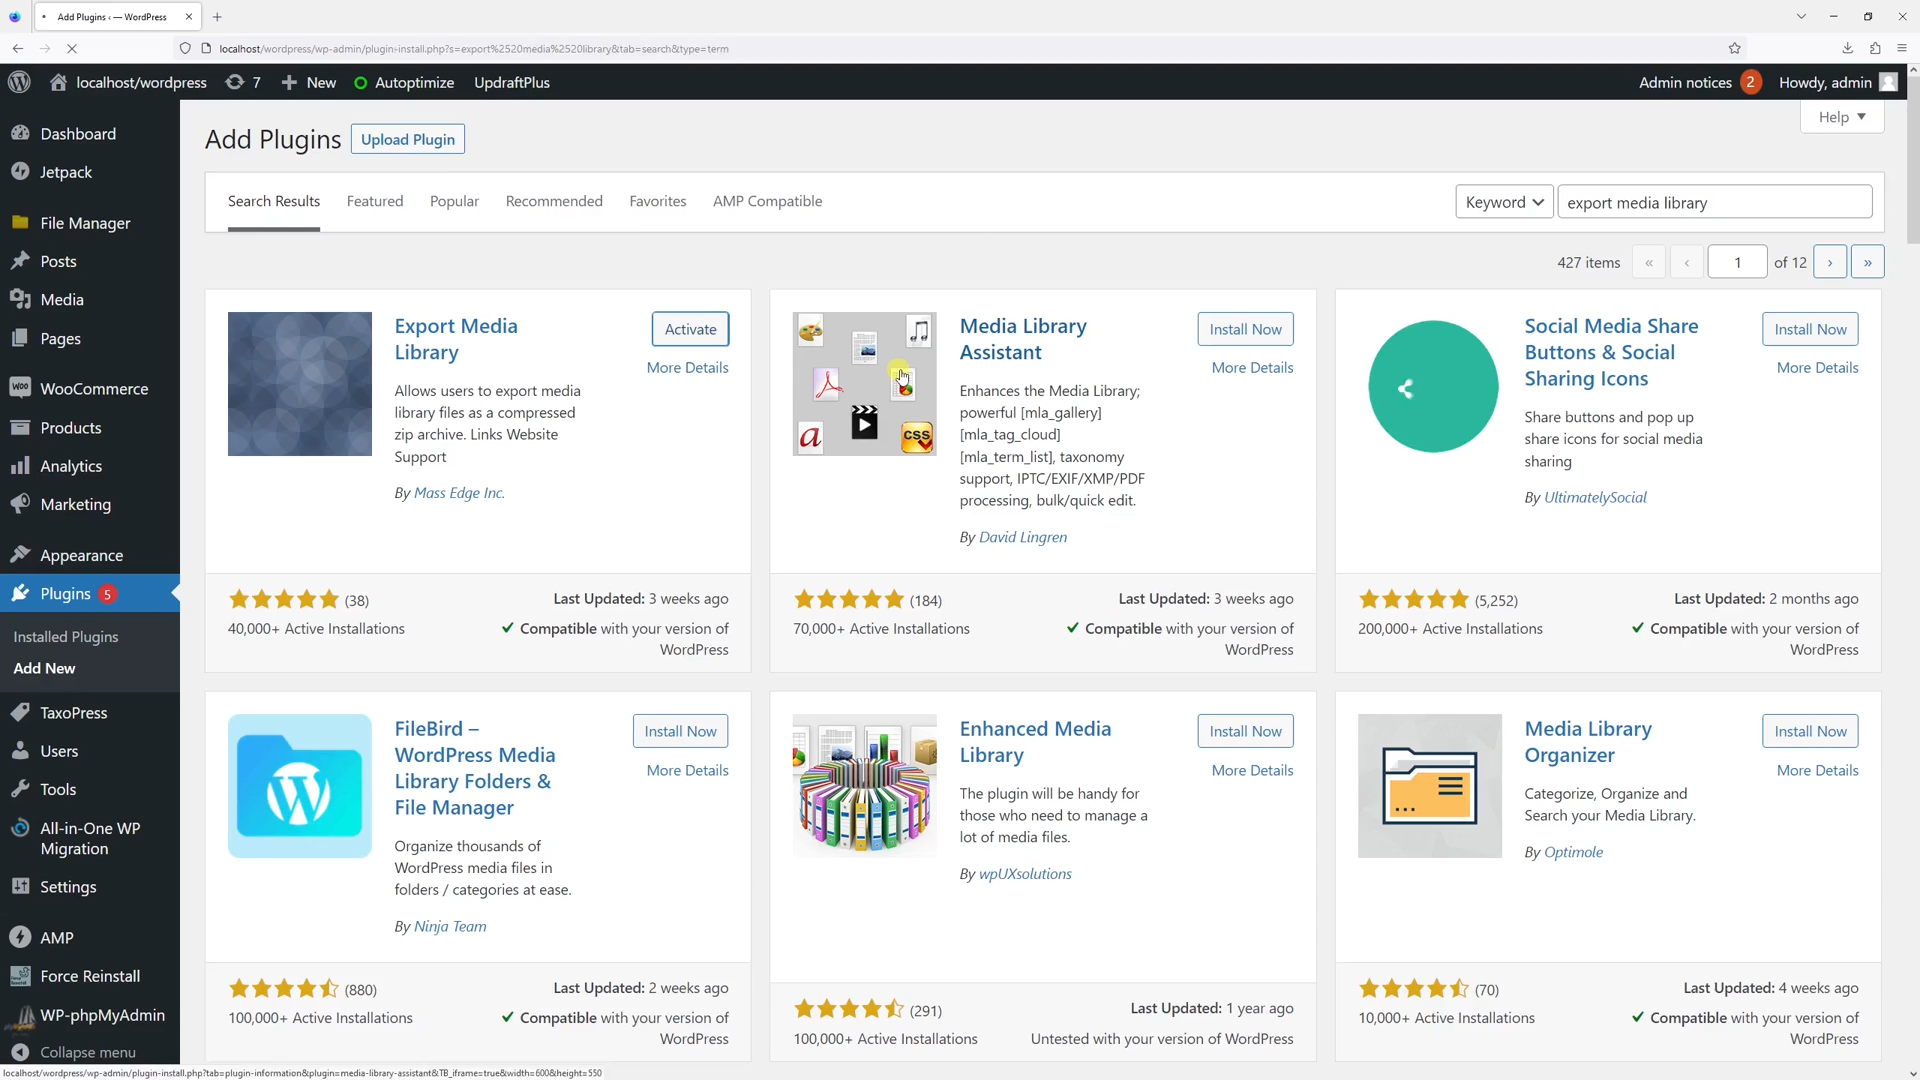 Add Plugins ‹ — WordPress
localhost/wordpress/wp-admin/plugin-install.php?s=export%2520media%2520library&tab=search&type=term
localhost/wordpress
7
New
Autoptimize
UpdraftPlus
Admin notices 2
Howdy, admin
Help
Dashboard
Jetpack
File Manager
Posts
Media
Pages
WooCommerce
Products
Analytics
Marketing
Appearance
Plugins 5
Installed Plugins
Add New
TaxoPress
Users
Tools
All-in-One WP
Migration
Settings
AMP
Force Reinstall
WP-phpMyAdmin
Collapse menu
Add Plugins
Upload Plugin
Search Results
Featured
Popular
Recommended
Favorites
AMP Compatible
Keyword
export media library
427 items « ‹ 1 of 12 › »
Export Media
Library
Activate
More Details
Allows users to export media
library files as a compressed
zip archive. Links Website
Support
By Mass Edge Inc.
(38)
40,000+ Active Installations
Last Updated: 3 weeks ago
Compatible with your version of
WordPress
a
CSS
Media Library
Assistant
Install Now
More Details
Enhances the Media Library;
powerful [mla_gallery]
[mla_tag_cloud]
[mla_term_list], taxonomy
support, IPTC/EXIF/XMP/PDF
processing, bulk/quick edit.
By David Lingren
(184)
70,000+ Active Installations
Last Updated: 3 weeks ago
Compatible with your version of
WordPress
Social Media Share
Buttons & Social
Sharing Icons
Install Now
More Details
Share buttons and pop up
share icons for social media
sharing
By UltimatelySocial
(5,252)
200,000+ Active Installations
Last Updated: 2 months ago
Compatible with your version of
WordPress
FileBird –
WordPress Media
Library Folders &
File Manager
Install Now
More Details
Organize thousands of
WordPress media files in
folders / categories at ease.
By Ninja Team
(880)
100,000+ Active Installations
Last Updated: 2 weeks ago
Compatible with your version of
WordPress
Enhanced Media
Library
Install Now
More Details
The plugin will be handy for
those who need to manage a
lot of media files.
By wpUXsolutions
(291)
100,000+ Active Installations
Last Updated: 1 year ago
Untested with your version of WordPress
Media Library
Organizer
Install Now
More Details
Categorize, Organize and
Search your Media Library.
By Optimole
(70)
10,000+ Active Installations
Last Updated: 4 weeks ago
Compatible with your version of
WordPress
localhost/wordpress/wp-admin/plugin-install.php?tab=plugin-information&plugin=media-library-assistant&TB_iframe=true&width=600&height=550